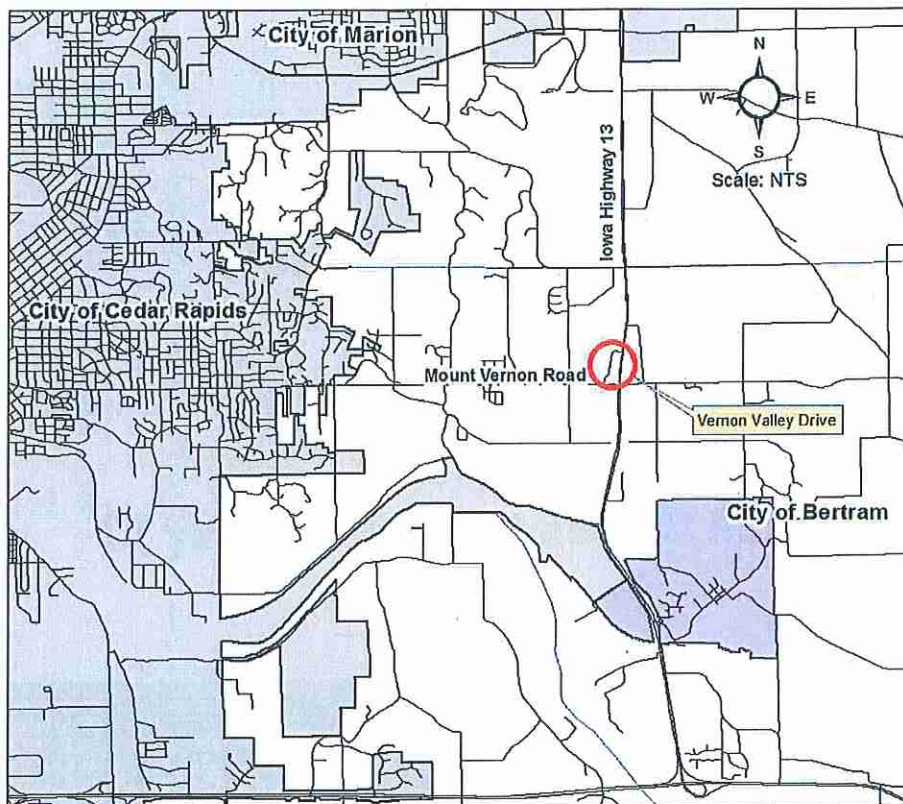 City of Marion
N
W E
S
Scale: NTS
Iowa Highway 13
City of Cedar Rapids
Mount Vernon Road
Vernon Valley Drive
City of Bertram